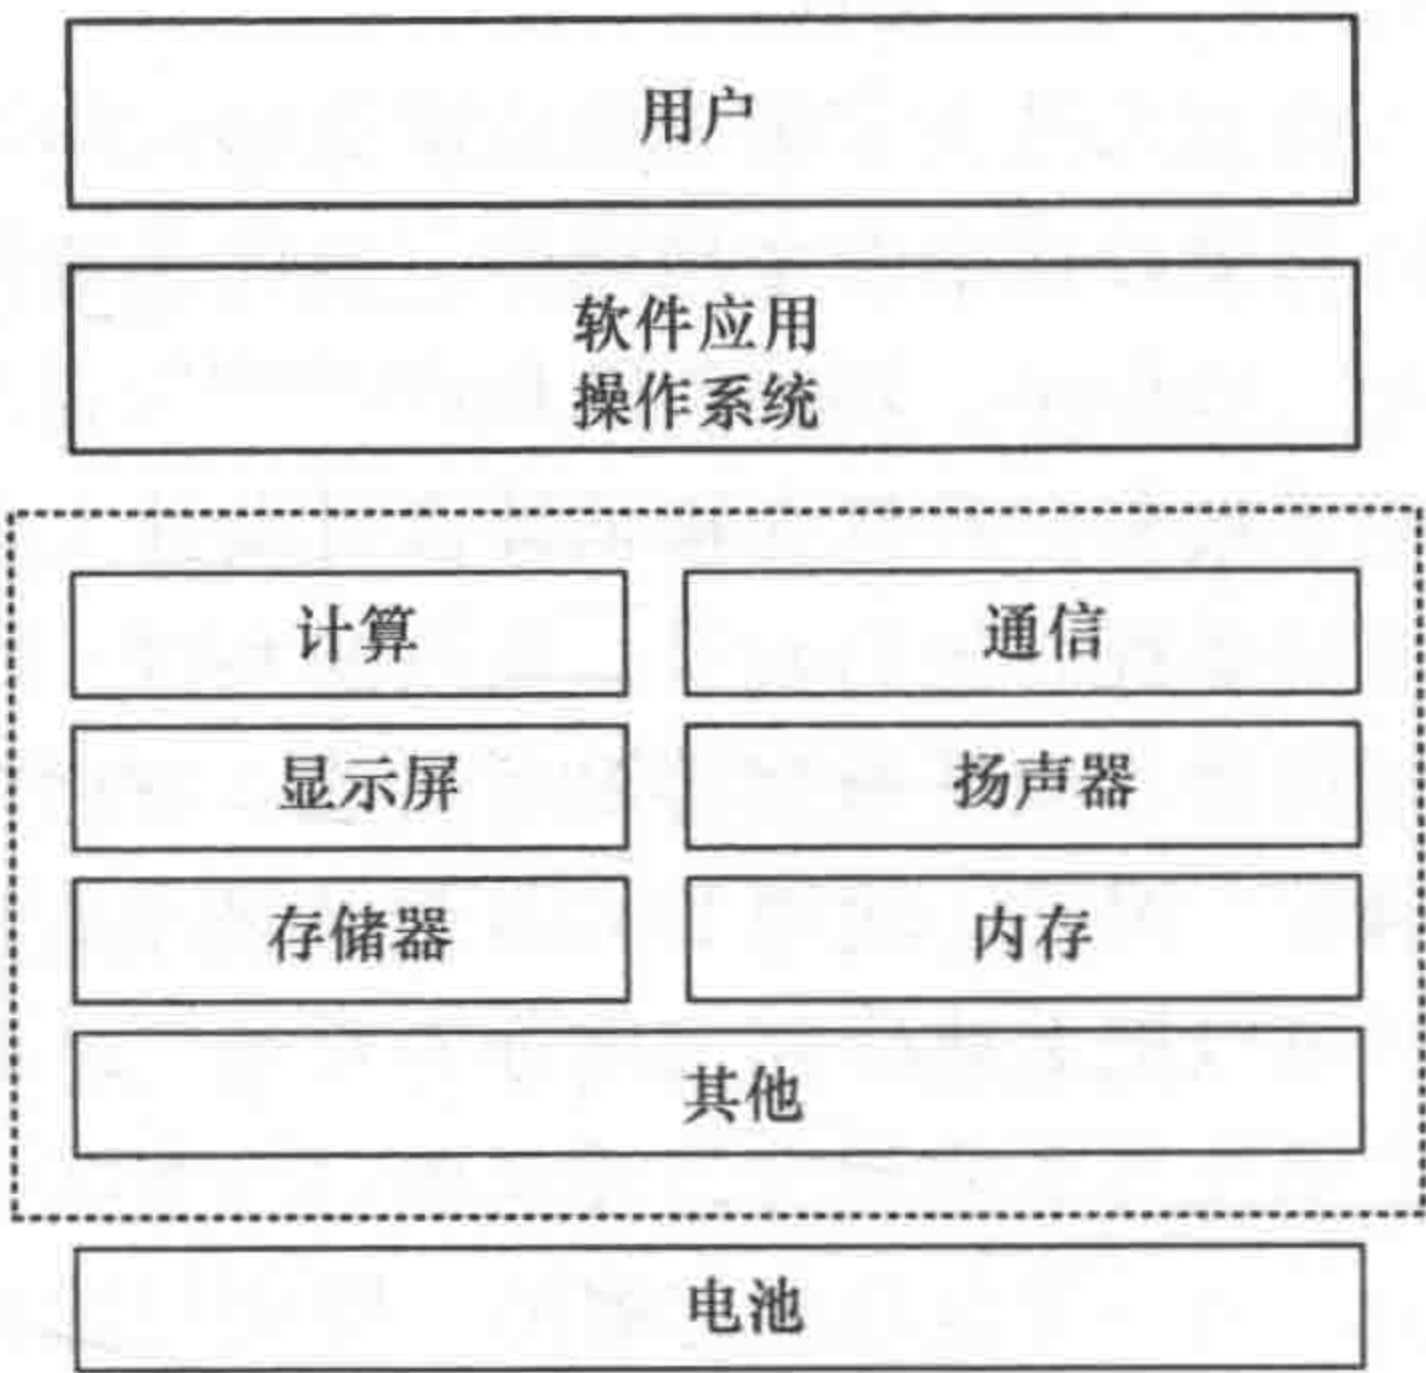 用户
软件应用
操作系统
计算
通信
显示屏
扬声器
存储器
内存
其他
电池